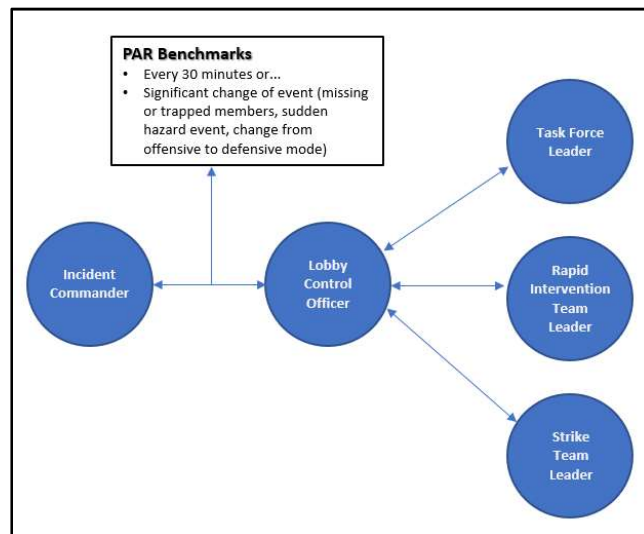 PAR Benchmarks
• Every 30 minutes or...
• Significant change of event (missing
or trapped members, sudden
hazard event, change from
offensive to defensive mode)
Task Force
Leader
Incident
Commander
Lobby
Control
Officer
Rapid
Intervention
Team
Leader
Strike
Team
Leader